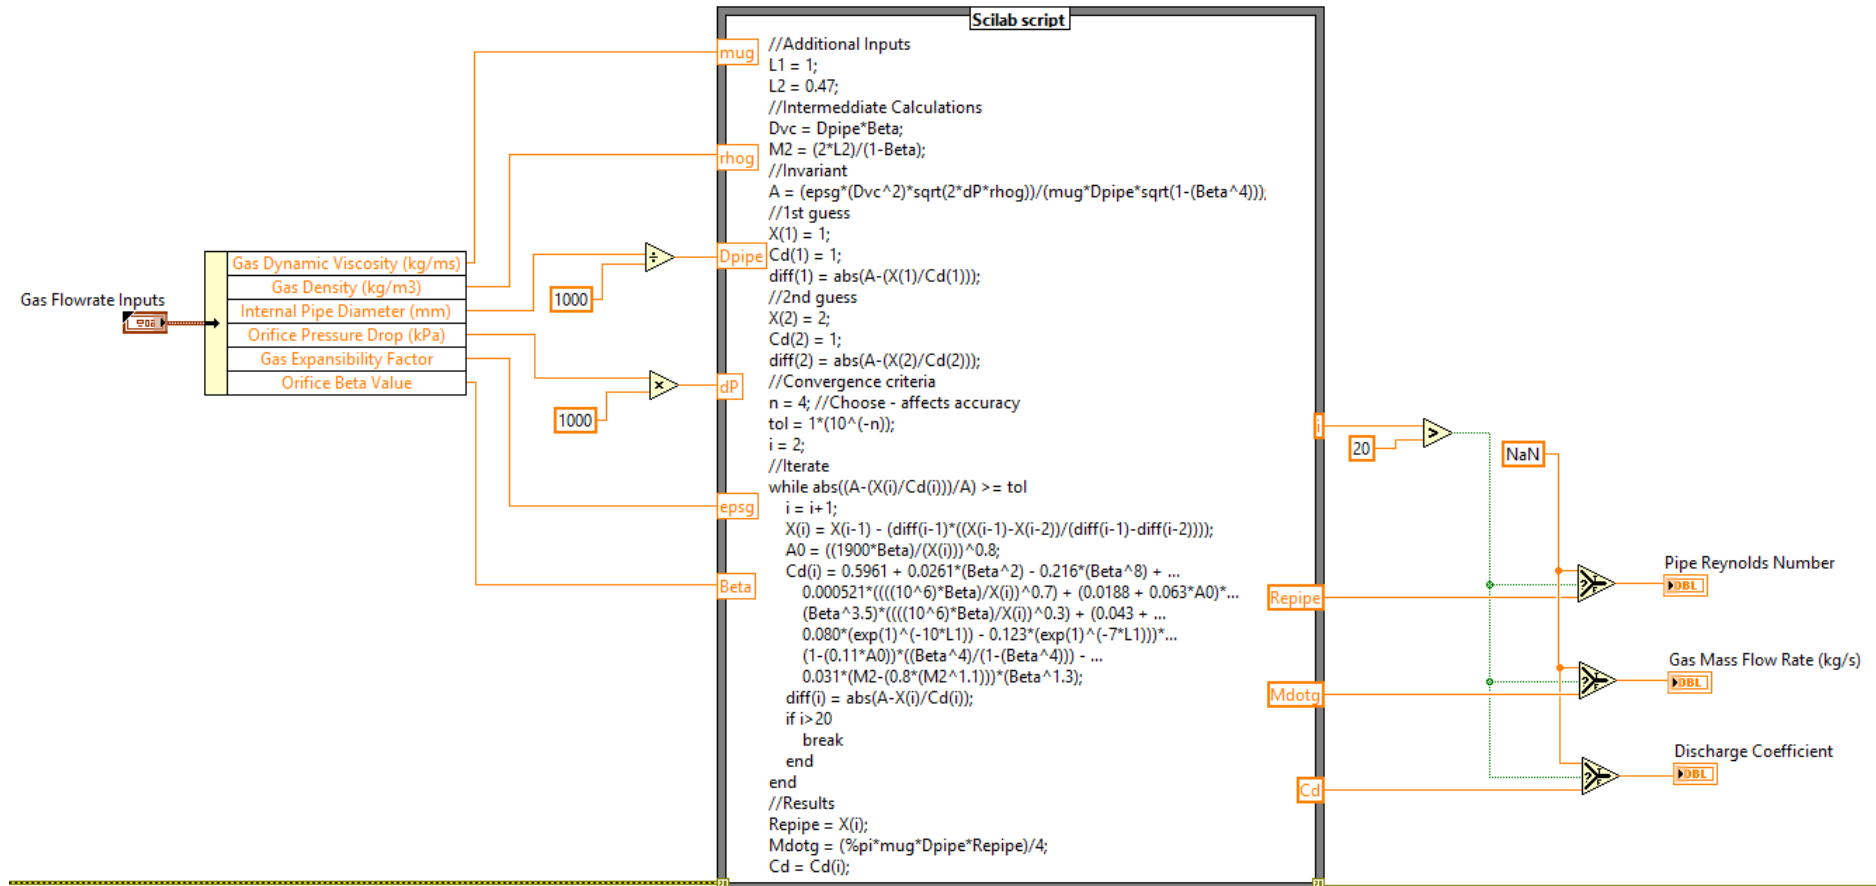 Scilab script
Gas Flowrate Inputs
Gas Dynamic Viscosity (kg/ms)
Gas Density (kg/m3)
Internal Pipe Diameter (mm)
Orifice Pressure Drop (kPa)
Gas Expansibility Factor
Orifice Beta Value
÷
1000
×
1000
mug
rhog
Dpipe
dP
epsg
Beta
//Additional Inputs
L1 = 1;
L2 = 0.47;
//Intermeddiate Calculations
Dvc = Dpipe*Beta;
M2 = (2*L2)/(1-Beta);
//Invariant
A = (epsg*(Dvc^2)*sqrt(2*dP*rhog))/(mug*Dpipe*sqrt(1-(Beta^4)));
//1st guess
X(1) = 1;
Cd(1) = 1;
diff(1) = abs(A-(X(1)/Cd(1)));
//2nd guess
X(2) = 2;
Cd(2) = 1;
diff(2) = abs(A-(X(2)/Cd(2)));
//Convergence criteria
n = 4; //Choose - affects accuracy
tol = 1*(10^(-n));
i = 2;
//Iterate
while abs((A-(X(i)/Cd(i)))/A) >= tol
i = i+1;
X(i) = X(i-1) - (diff(i-1)*((X(i-1)-X(i-2))/(diff(i-1)-diff(i-2))));
A0 = ((1900*Beta)/(X(i)))^0.8;
Cd(i) = 0.5961 + 0.0261*(Beta^2) - 0.216*(Beta^8) + ...
0.000521*((((10^6)*Beta)/X(i))^0.7) + (0.0188 + 0.063*A0)*...
(Beta^3.5)*((((10^6)*Beta)/X(i))^0.3) + (0.043 + ...
0.080*(exp(1)^(-10*L1)) - 0.123*(exp(1)^(-7*L1)))*...
(1-(0.11*A0))*((Beta^4)/(1-(Beta^4))) - ...
0.031*(M2-(0.8*(M2^1.1)))*(Beta^1.3);
diff(i) = abs(A-X(i)/Cd(i));
if i>20
break
end
end
//Results
Repipe = X(i);
Mdotg = (%pi*mug*Dpipe*Repipe)/4;
Cd = Cd(i);
i
Repipe
Mdotg
Cd
20
>
NaN
?
T
F
?
T
F
?
T
F
Pipe Reynolds Number
DBL
Gas Mass Flow Rate (kg/s)
DBL
Discharge Coefficient
DBL